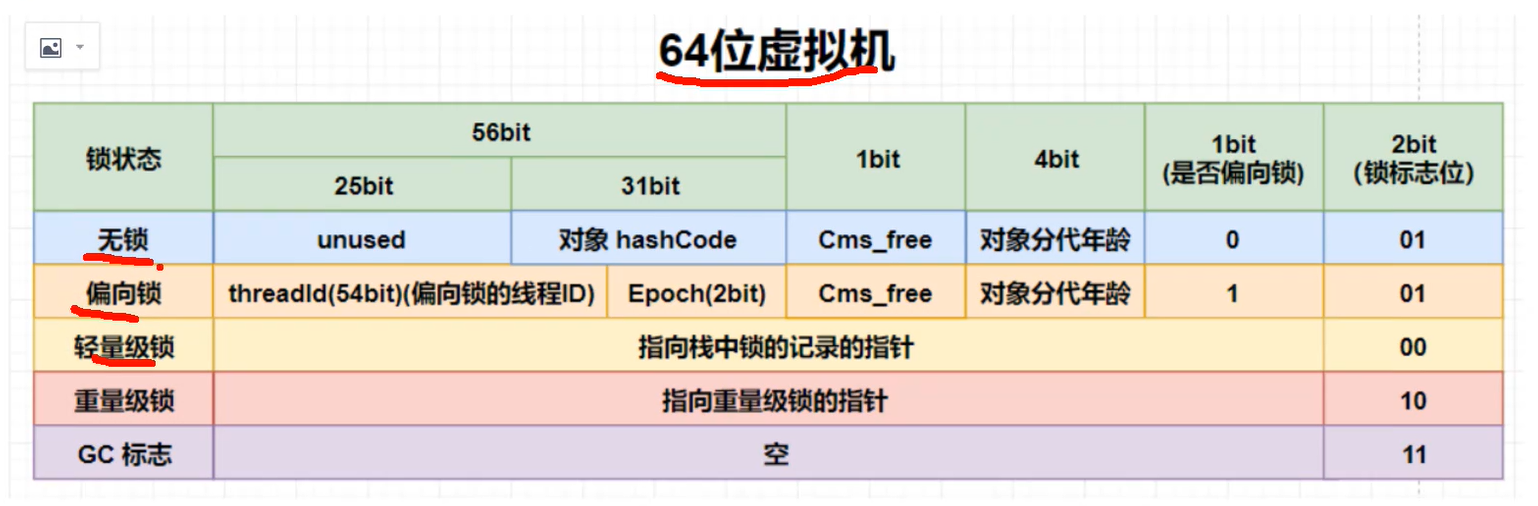 64位虚拟机
锁状态 56bit 1bit 4bit 1bit (是否偏向锁) 2bit (锁标志位)
25bit 31bit
无锁 unused 对象 hashCode Cms_free 对象分代年龄 0 01
偏向锁 threadId(54bit)(偏向锁的线程ID) Epoch(2bit) Cms_free 对象分代年龄 1 01
轻量级锁 指向栈中锁的记录的指针 00
重量级锁 指向重量级锁的指针 10
GC 标志 空 11